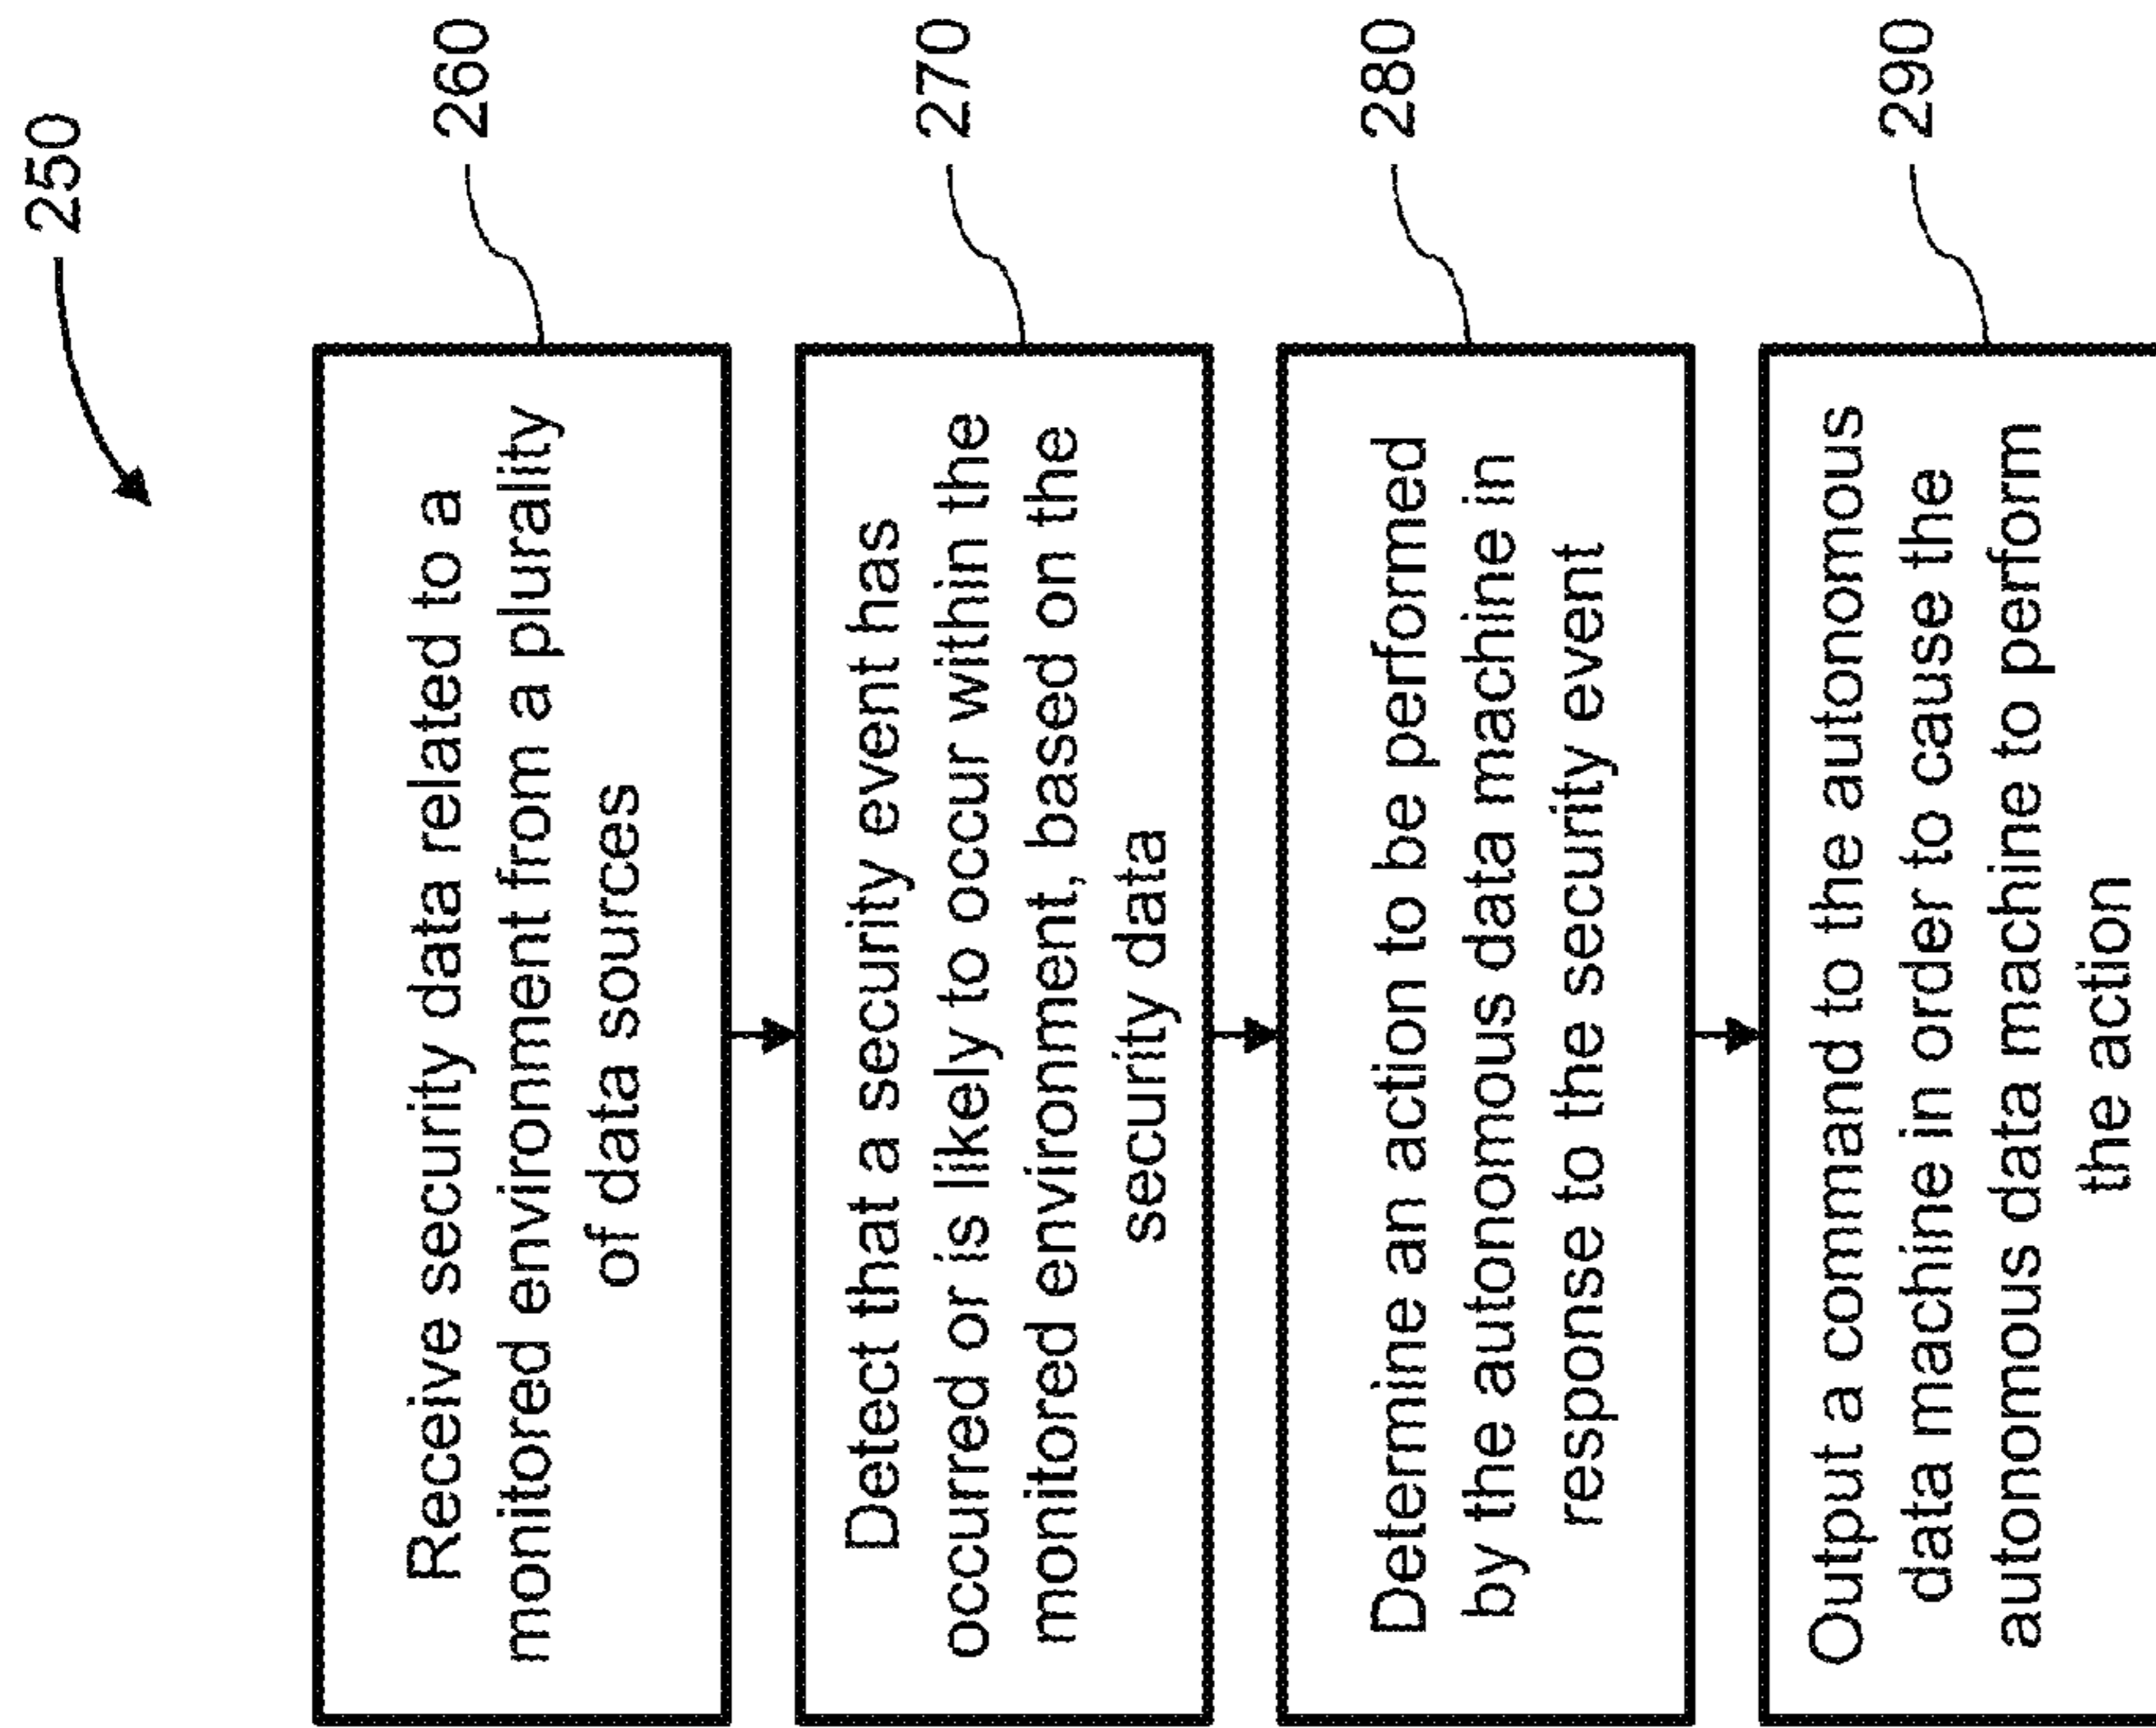 250
Receive security data related to a
monitored environment from a plurality
of data sources
260
Detect that a security event has
occurred or is likely to occur within the
monitored environment, based on the
security data
270
Determine an action to be performed
by the autonomous data machine in
response to the security event
280
Output a command to the autonomous
data machine in order to cause the
autonomous data machine to perform
the action
290